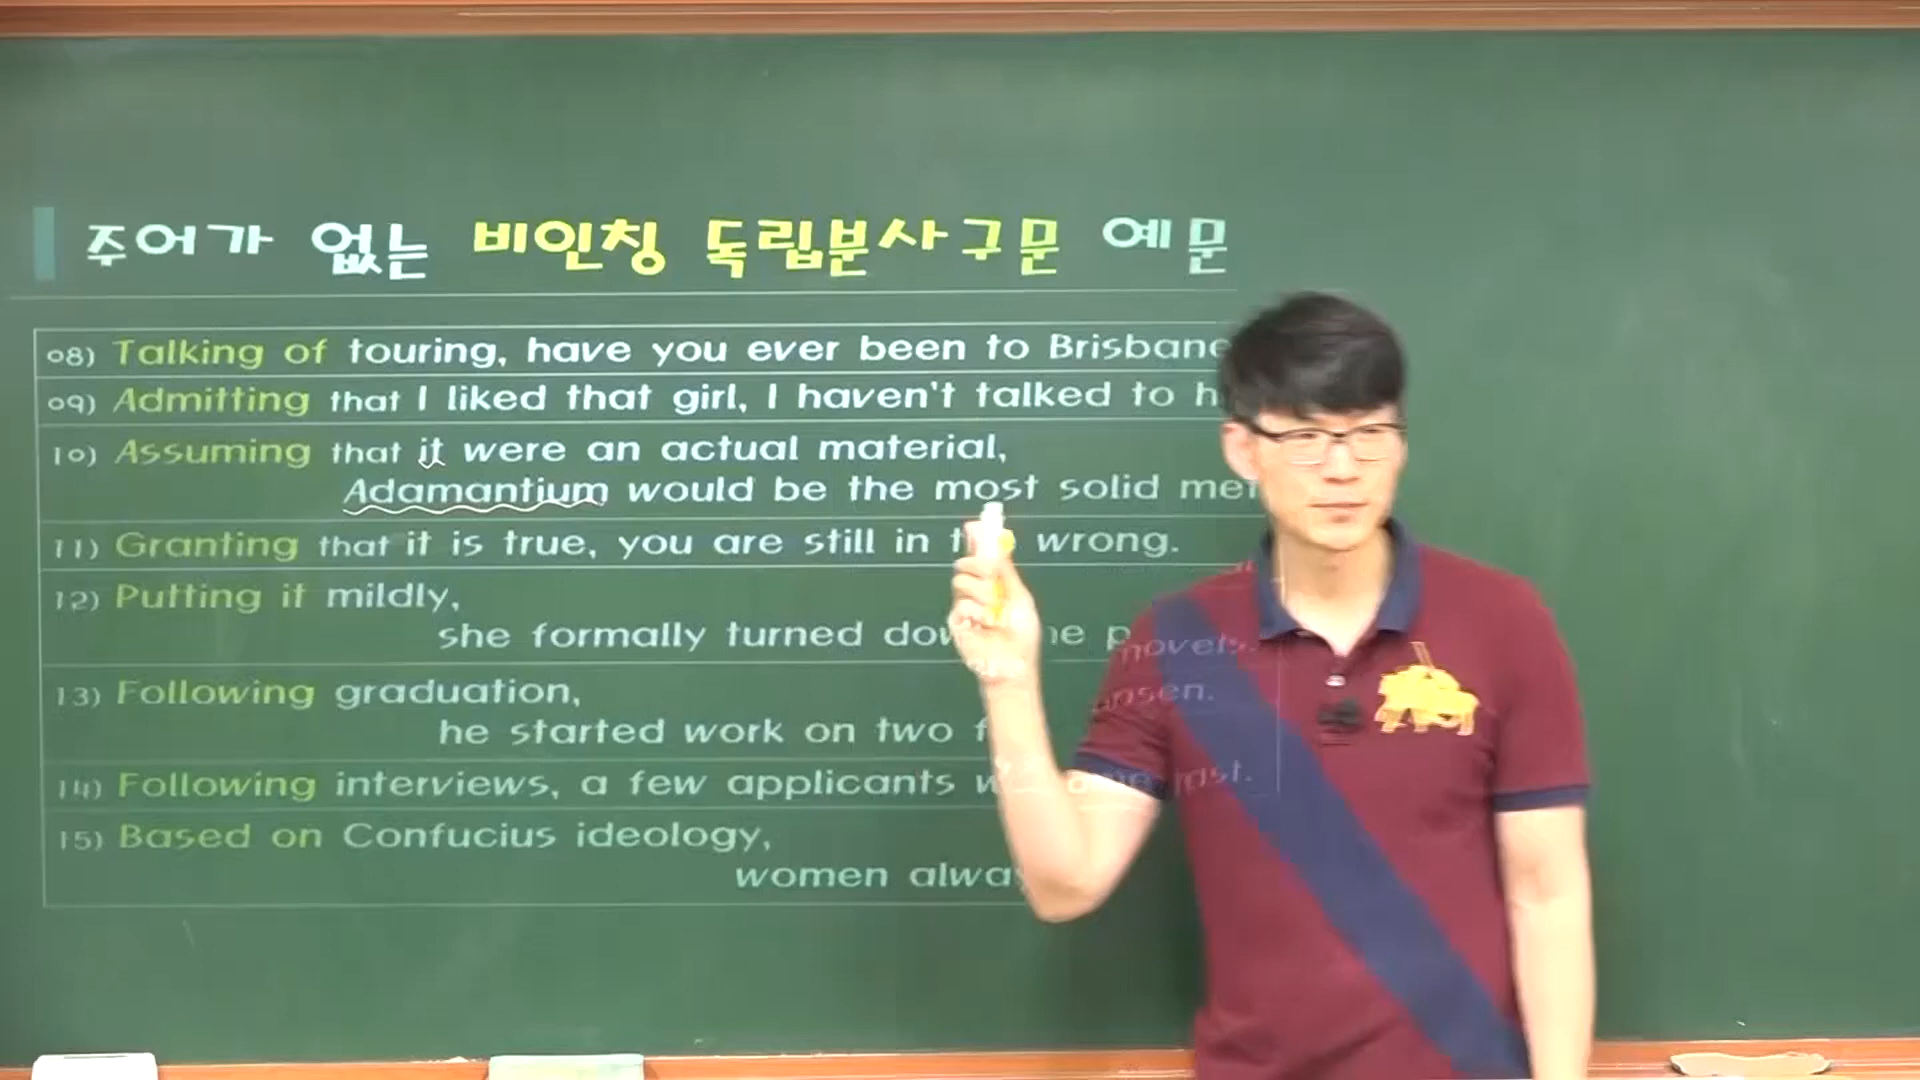 주어가 없는 비인칭 독립분사구문 예문
08) Talking of touring, have you ever been to Brisbane
09) Admitting that I liked that girl, I haven't talked to
10) Assuming that it were an actual material,
Adamantium would be the most solid
11) Granting that it is true, you are still in wrong.
12) Putting it mildly,
she formally turned
novels.
13) Following graduation,
he started work on two
14) Following interviews, a few applicants
15) Based on Confucius ideology,
women